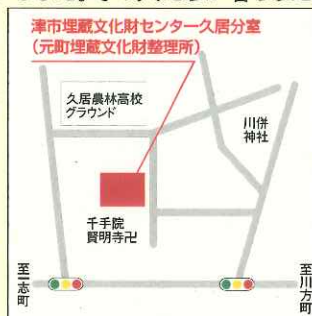 津市埋蔵文化財センター久居分室
(元町埋蔵文化財整理所)
久居農林高校
グラウンド
川併
神社
千手院
賢明寺卍
至一志町
至川方町